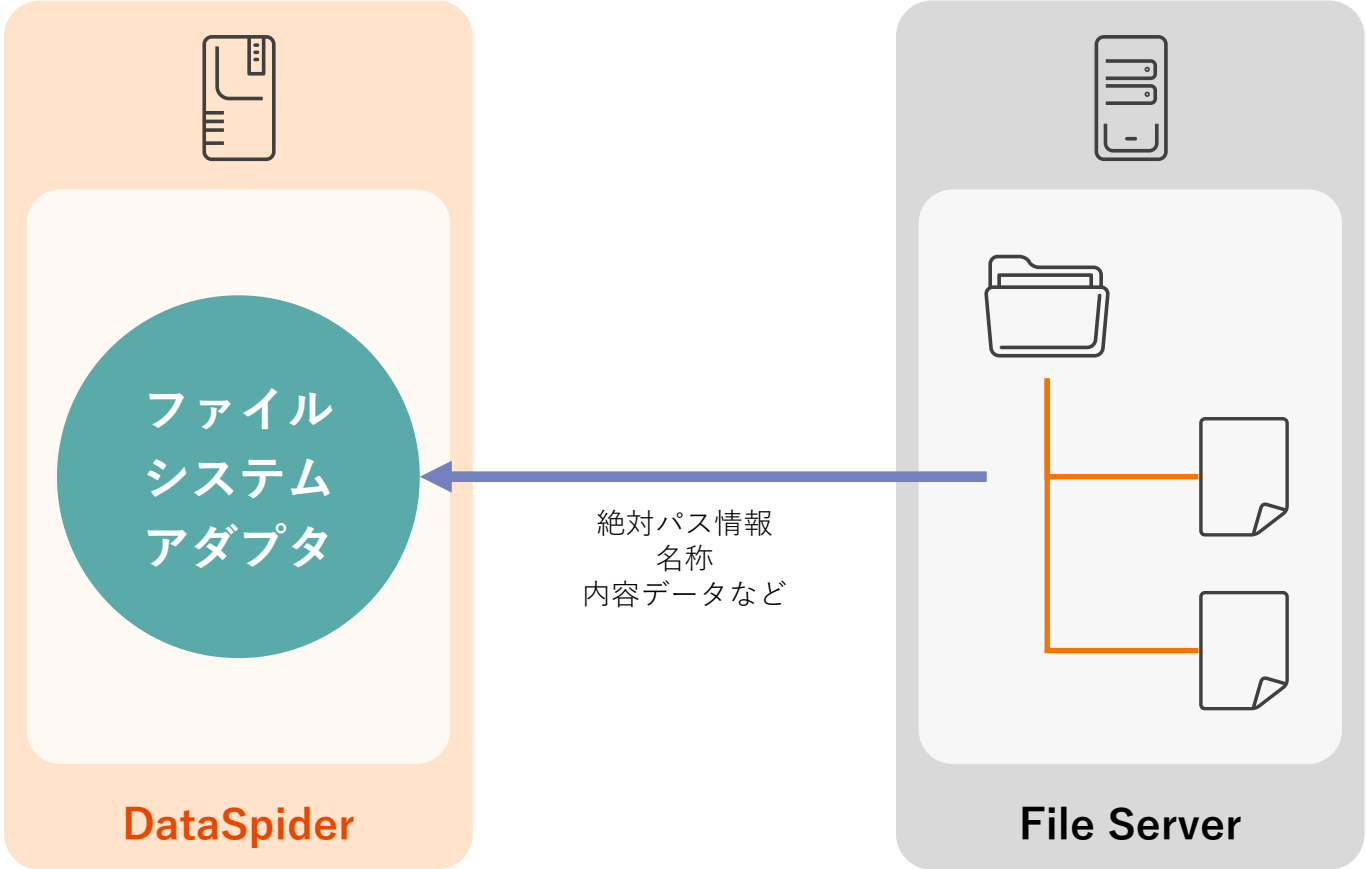 ファイル
システム
アダプタ
絶対パス情報
名称
内容データなど
DataSpider
File Server